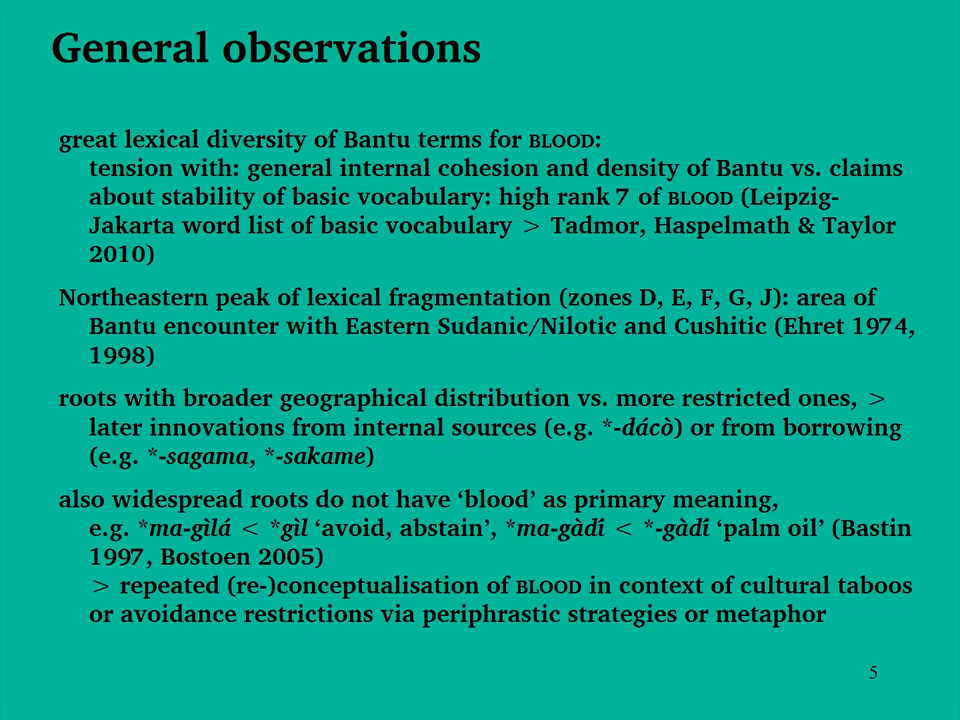 General observations
great lexical diversity of Bantu terms for BLOOD:
tension with: general internal cohesion and density of Bantu vs. claims
about stability of basic vocabulary: high rank 7 of BLOOD (Leipzig-
Jakarta word list of basic vocabulary > Tadmor, Haspelmath & Taylor
2010)
Northeastern peak of lexical fragmentation (zones D, E, F, G, J): area of
Bantu encounter with Eastern Sudanic/Nilotic and Cushitic (Ehret 1974,
1998)
roots with broader geographical distribution vs. more restricted ones, >
later innovations from internal sources (e.g. *-dácò) or from borrowing
(e.g. *-sagama, *-sakame)
also widespread roots do not have ‘blood’ as primary meaning,
e.g. *ma-gìlá < *gìl ‘avoid, abstain’, *ma-gàdí < *-gàdí ‘palm oil’ (Bastin
1997, Bostoen 2005)
> repeated (re-)conceptualisation of BLOOD in context of cultural taboos
or avoidance restrictions via periphrastic strategies or metaphor
5